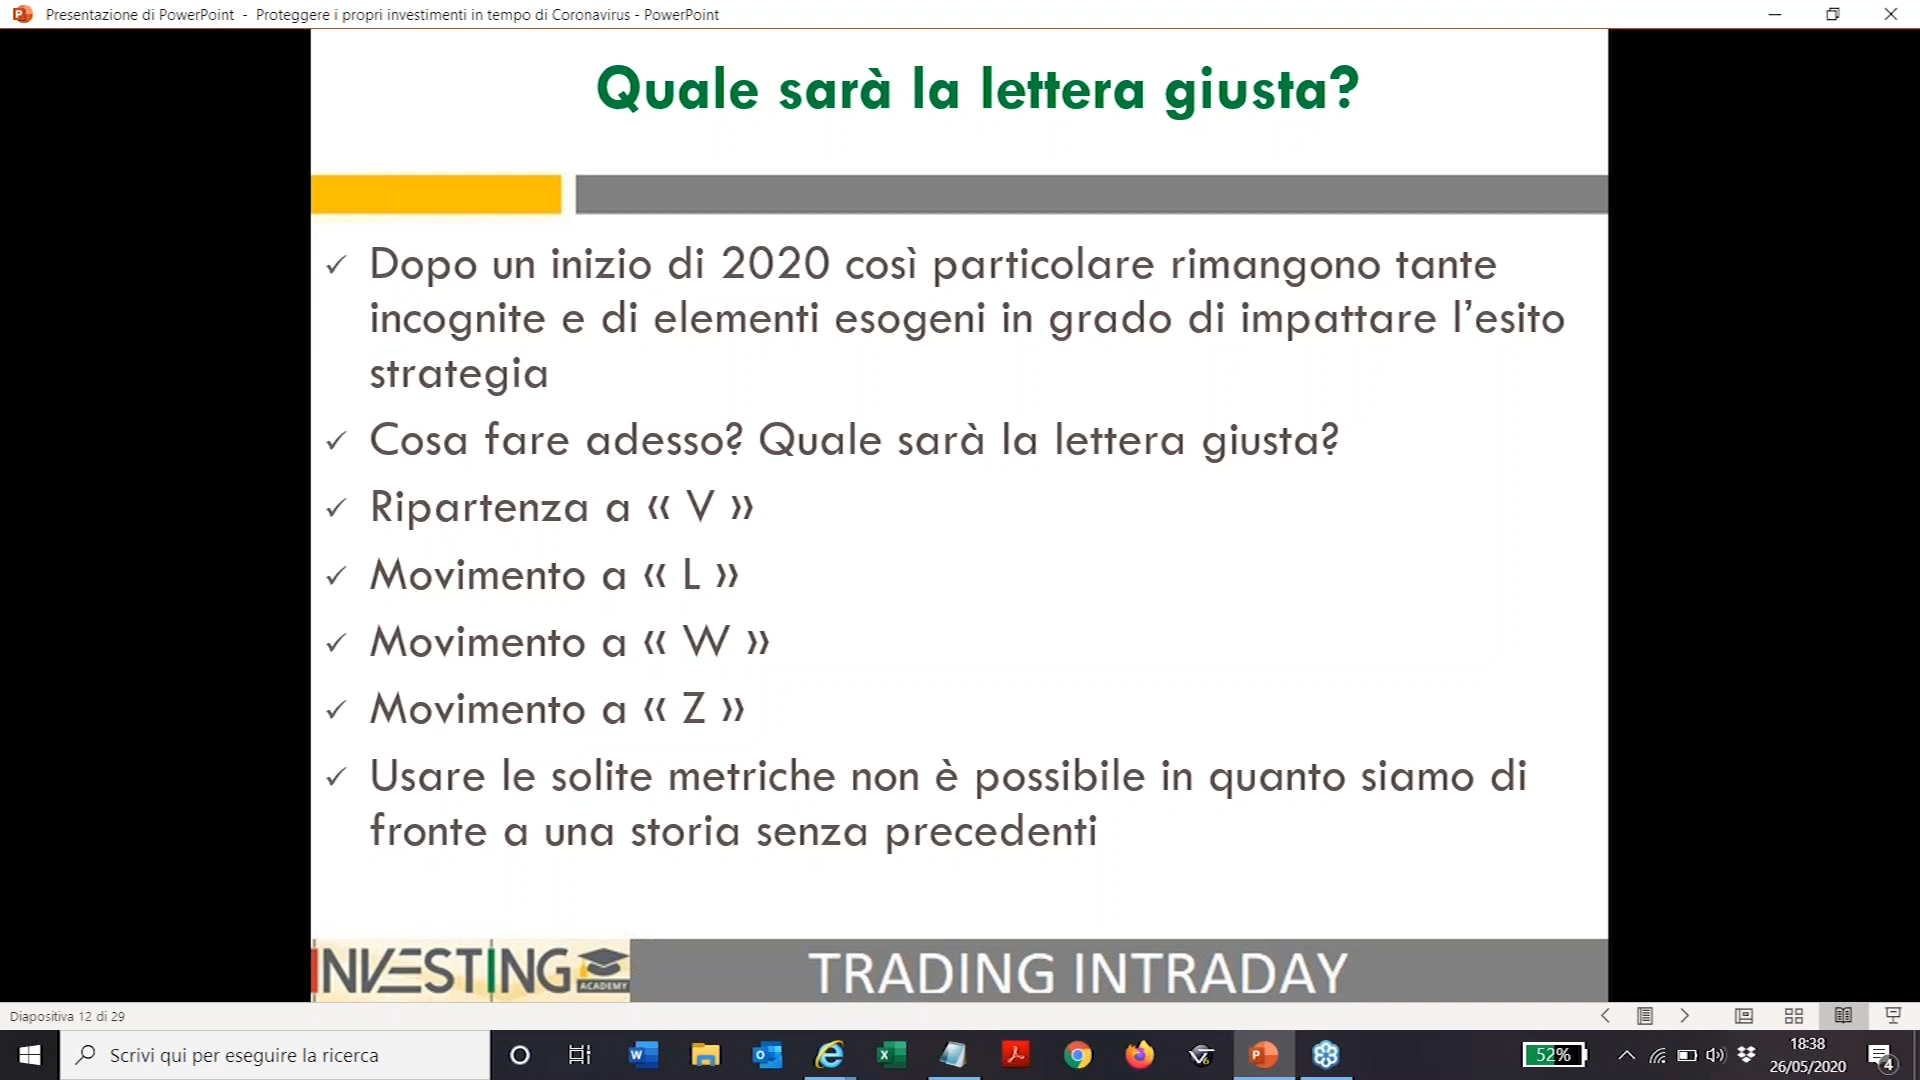 Presentazione di PowerPoint - Proteggere i propri investimenti in tempo di Coronavirus - PowerPoint
Quale sarà la lettera giusta?
✓ Dopo un inizio di 2020 così particolare rimangono tante
incognite e di elementi esogeni in grado di impattare l'esito
strategia
✓ Cosa fare adesso? Quale sarà la lettera giusta?
✓ Ripartenza a « V »
✓ Movimento a « L »
✓ Movimento a « W »
✓ Movimento a « Z »
✓ Usare le solite metriche non è possibile in quanto siamo di
fronte a una storia senza precedenti
INVESTING
ACADEMY
TRADING INTRADAY
Diapositiva 12 di 29
Scrivi qui per eseguire la ricerca
52%
18:38
26/05/2020
4